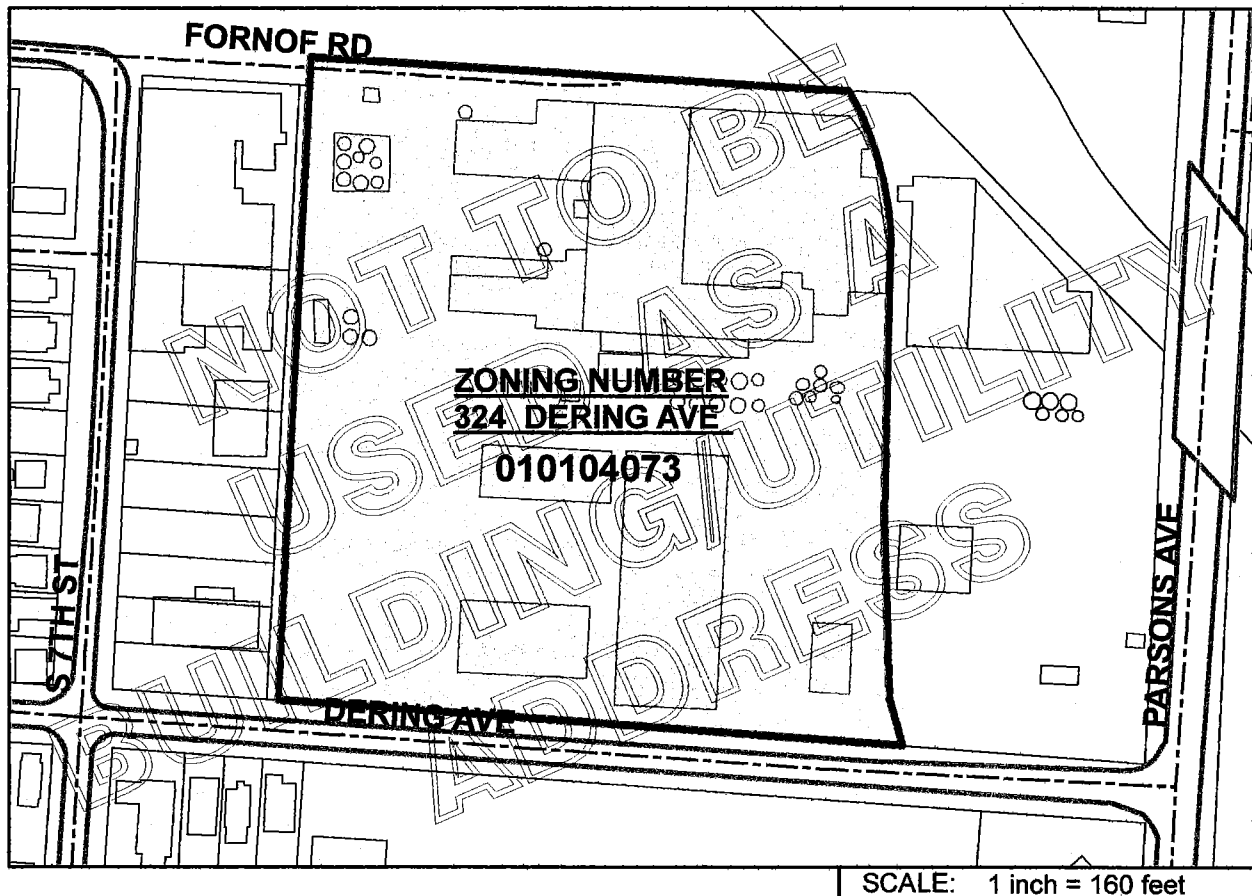 FORNOF RD
NOT TO BE
USED AS A
BUILDING/UTILITY
ADDRESS
ZONING NUMBER
324 DERING AVE
010104073
S 7TH ST
DERING AVE
PARSONS AVE
SCALE: 1 inch = 160 feet